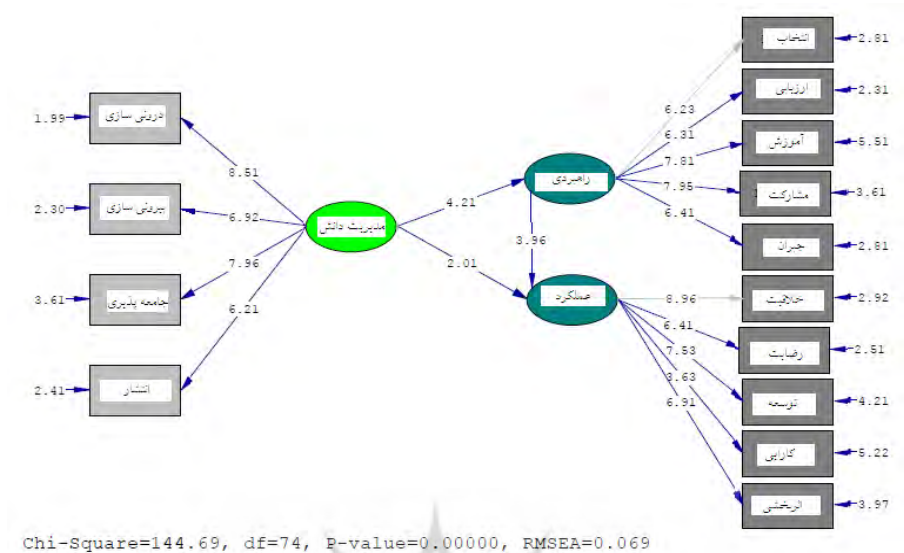 انتخاب
2.81
ارزیابی
2.31
6.23
درونی سازی
1.99
6.31
آموزش
5.51
7.81
8.51
راهبردی
7.95
مشارکت
3.61
بیرونی سازی
2.30
6.92
4.21
6.41
مدیریت دانش
جبران
2.81
3.96
7.96
2.01
جامعه پذیری
3.61
عملکرد
8.96
خلاقیت
2.92
6.21
6.41
رضایت
2.51
7.53
3.63
انتشار
2.41
6.91
توسعه
4.21
کارایی
5.22
اثربخشی
3.97
Chi-Square=144.69, df=74, P-value=0.00000, RMSEA=0.069